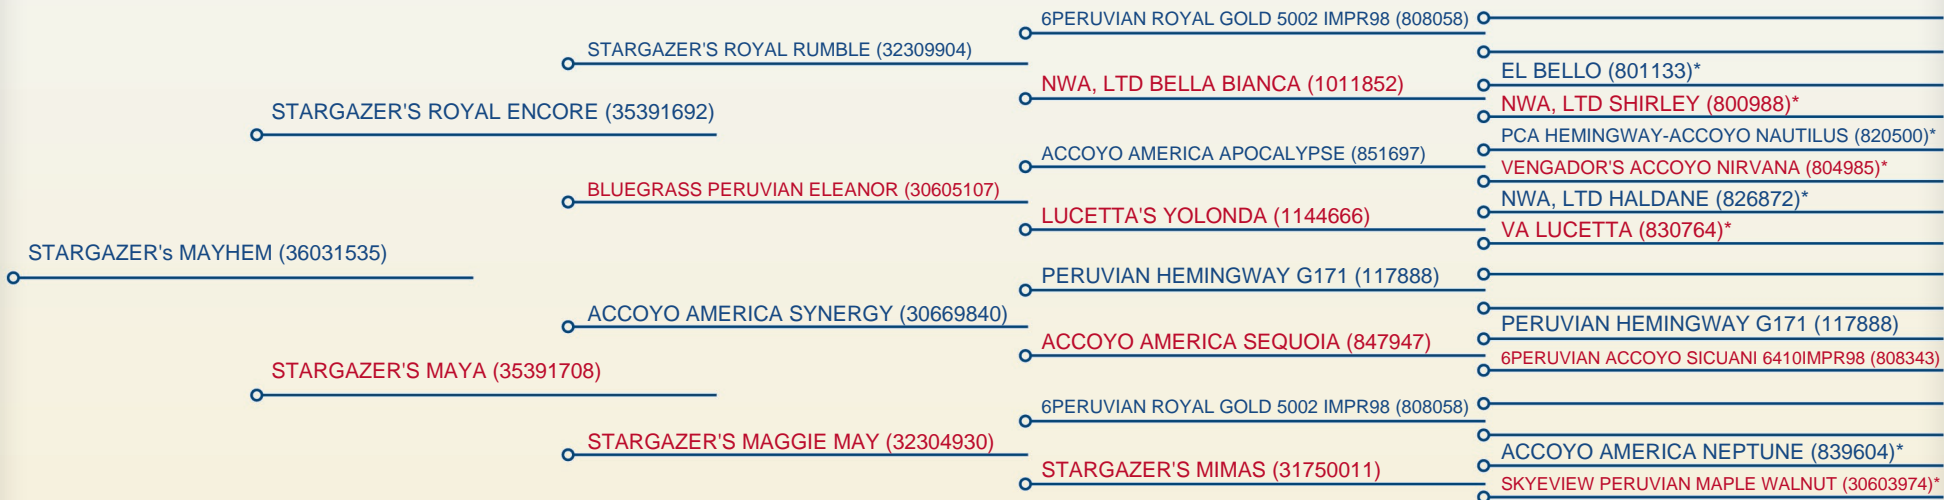 6PERUVIAN ROYAL GOLD 5002 IMPR98 (808058)
STARGAZER'S ROYAL RUMBLE (32309904)
EL BELLO (801133)*
NWA, LTD BELLA BIANCA (1011852)
NWA, LTD SHIRLEY (800988)*
STARGAZER'S ROYAL ENCORE (35391692)
PCA HEMINGWAY-ACCOYO NAUTILUS (820500)*
ACCOYO AMERICA APOCALYPSE (851697)
VENGADOR'S ACCOYO NIRVANA (804985)*
BLUEGRASS PERUVIAN ELEANOR (30605107)
NWA, LTD HALDANE (826872)*
LUCETTA'S YOLONDA (1144666)
VA LUCETTA (830764)*
STARGAZER's MAYHEM (36031535)
PERUVIAN HEMINGWAY G171 (117888)
ACCOYO AMERICA SYNERGY (30669840)
PERUVIAN HEMINGWAY G171 (117888)
ACCOYO AMERICA SEQUOIA (847947)
6PERUVIAN ACCOYO SICUANI 6410IMPR98 (808343)
STARGAZER'S MAYA (35391708)
6PERUVIAN ROYAL GOLD 5002 IMPR98 (808058)
STARGAZER'S MAGGIE MAY (32304930)
ACCOYO AMERICA NEPTUNE (839604)*
STARGAZER'S MIMAS (31750011)
SKYEVIEW PERUVIAN MAPLE WALNUT (30603974)*